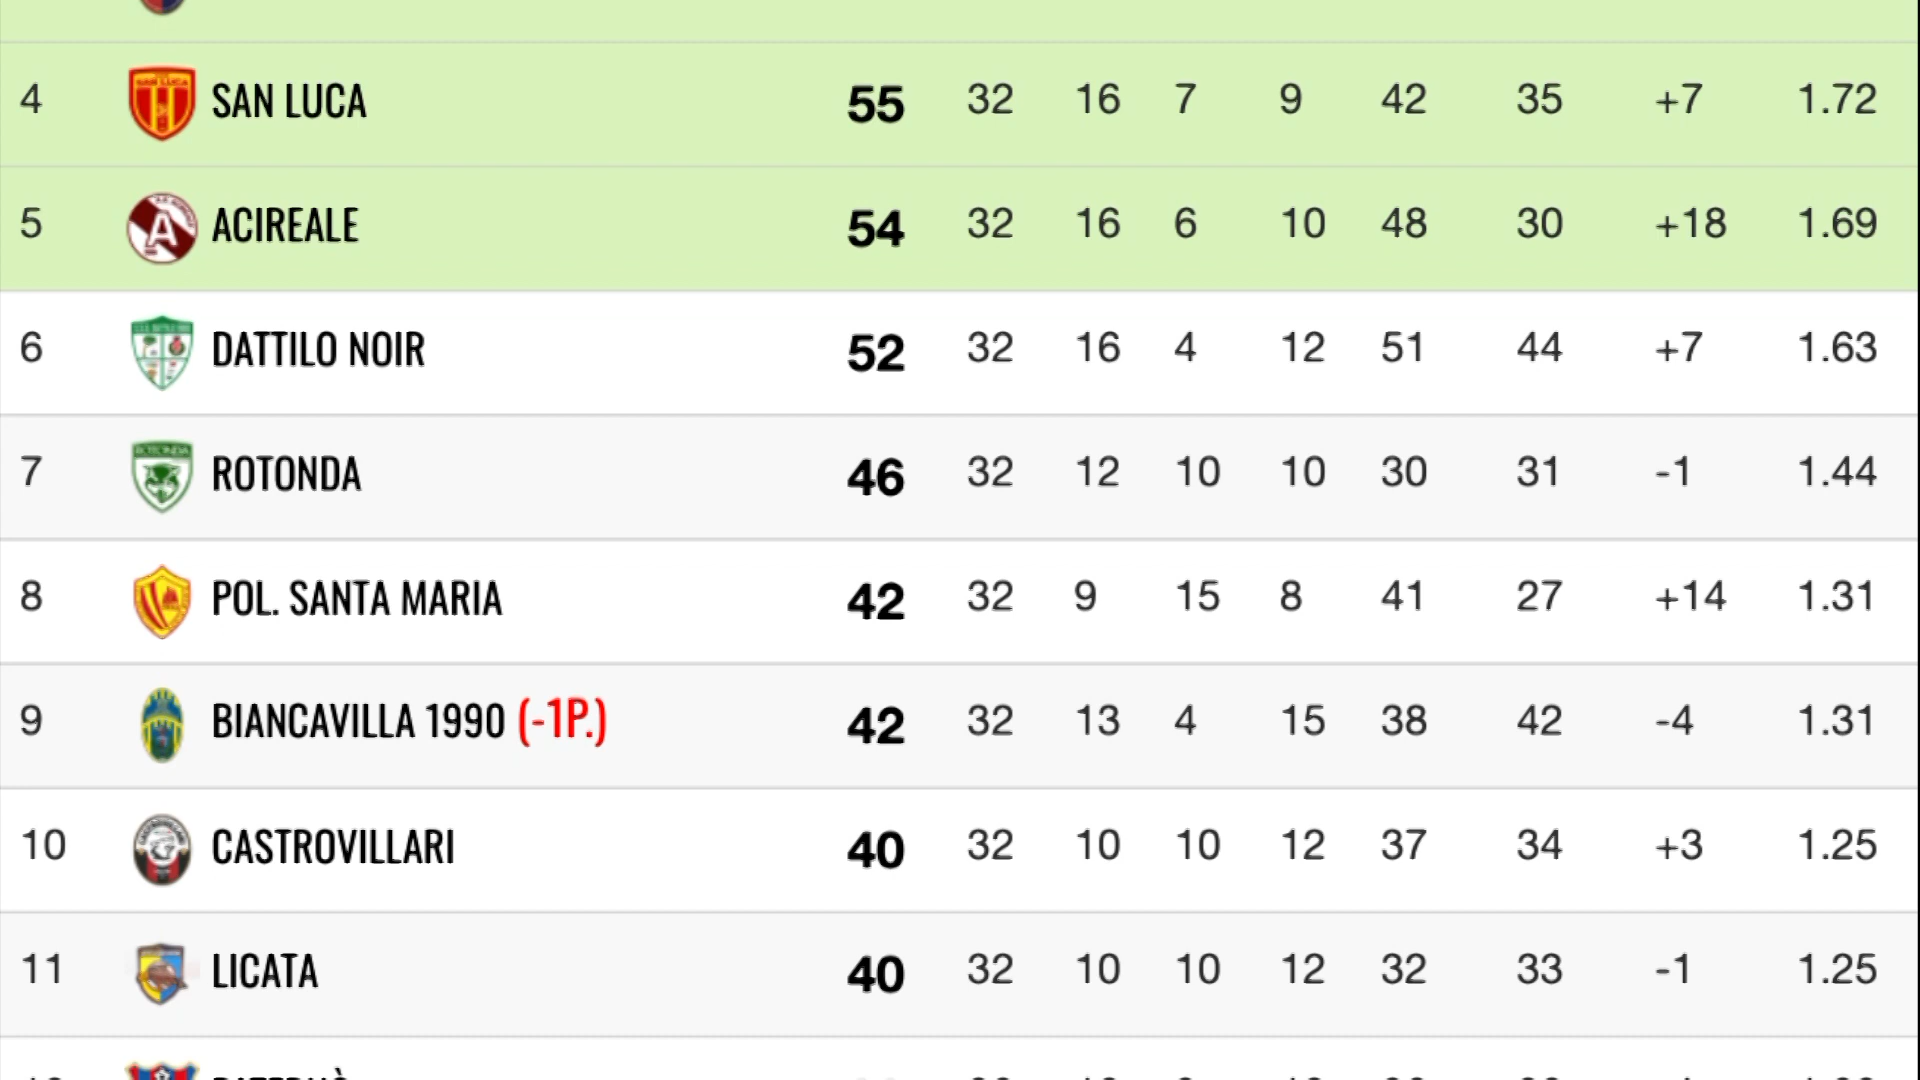 4 SAN LUCA 55 32 16 7 9 42 35 +7 1.72
5 ACIREALE 54 32 16 6 10 48 30 +18 1.69
6 DATTILO NOIR 52 32 16 4 12 51 44 +7 1.63
7 ROTONDA 46 32 12 10 10 30 31 -1 1.44
8 POL. SANTA MARIA 42 32 9 15 8 41 27 +14 1.31
9 BIANCAVILLA 1990 (-1P.) 42 32 13 4 15 38 42 -4 1.31
10 CASTROVILLARI 40 32 10 10 12 37 34 +3 1.25
11 LICATA 40 32 10 10 12 32 33 -1 1.25